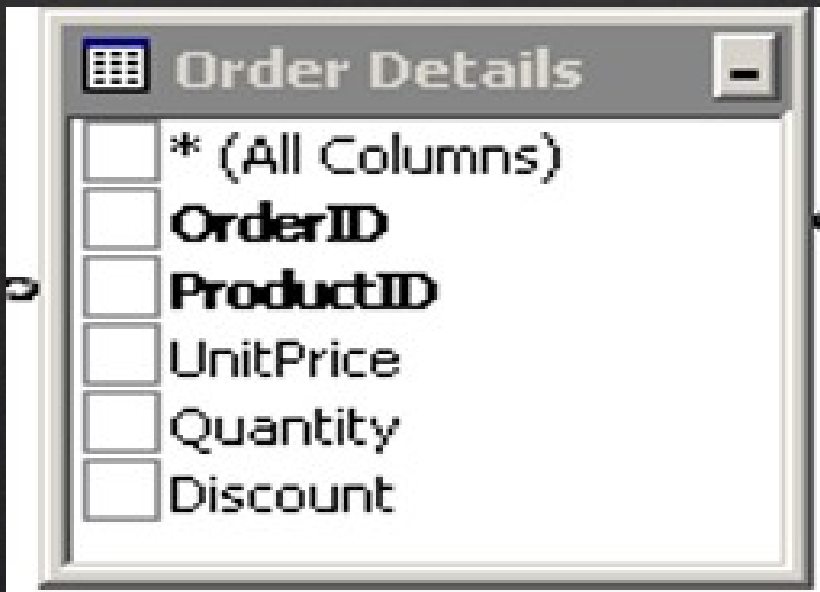 Order Details
* (All Columns)
OrderID
ProductID
UnitPrice
Quantity
Discount